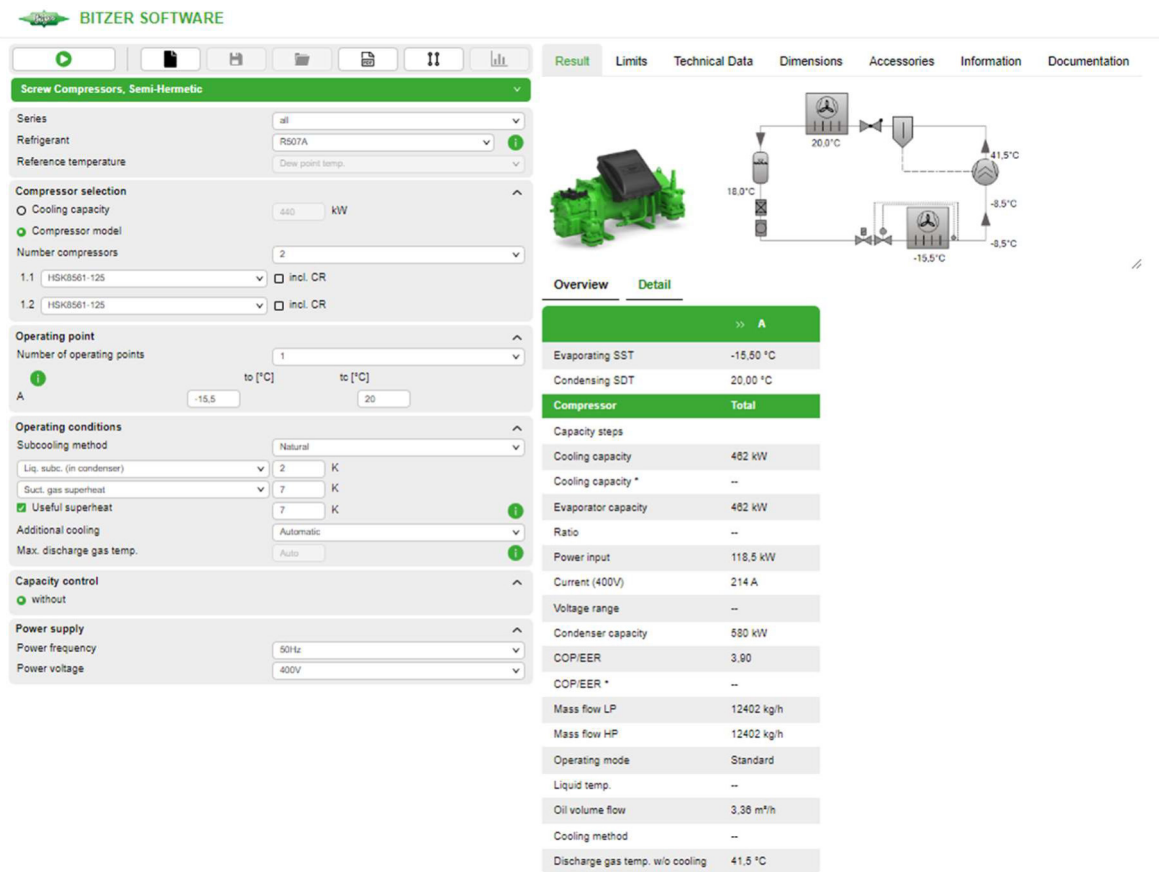 BITZER SOFTWARE
Result Limits Technical Data Dimensions Accessories Information Documentation
Screw Compressors, Semi-Hermetic
Series all
Refrigerant R507A
Reference temperature Dew point temp.
Compressor selection
Cooling capacity 440 kW
Compressor model
Number compressors 2
1.1 HSK8561-125 incl. CR
1.2 HSK8561-125 incl. CR
Operating point
Number of operating points 1
to [°C] tc [°C]
A -15,5 20
Operating conditions
Subcooling method Natural
Liq. subc. (in condenser) 2 K
Suct. gas superheat 7 K
Useful superheat 7 K
Additional cooling Automatic
Max. discharge gas temp. Auto
Capacity control
without
Power supply
Power frequency 50Hz
Power voltage 400V
20,0°C
41,5°C
18,0°C
-8,5°C
-8,5°C
-15,5°C
Overview Detail
>> A
Evaporating SST -15,50 °C
Condensing SDT 20,00 °C
Compressor Total
Capacity steps
Cooling capacity 462 kW
Cooling capacity * --
Evaporator capacity 462 kW
Ratio --
Power input 118,5 kW
Current (400V) 214 A
Voltage range --
Condenser capacity 580 kW
COP/EER 3,90
COP/EER * --
Mass flow LP 12402 kg/h
Mass flow HP 12402 kg/h
Operating mode Standard
Liquid temp. --
Oil volume flow 3,36 m³/h
Cooling method --
Discharge gas temp. w/o cooling 41,5 °C